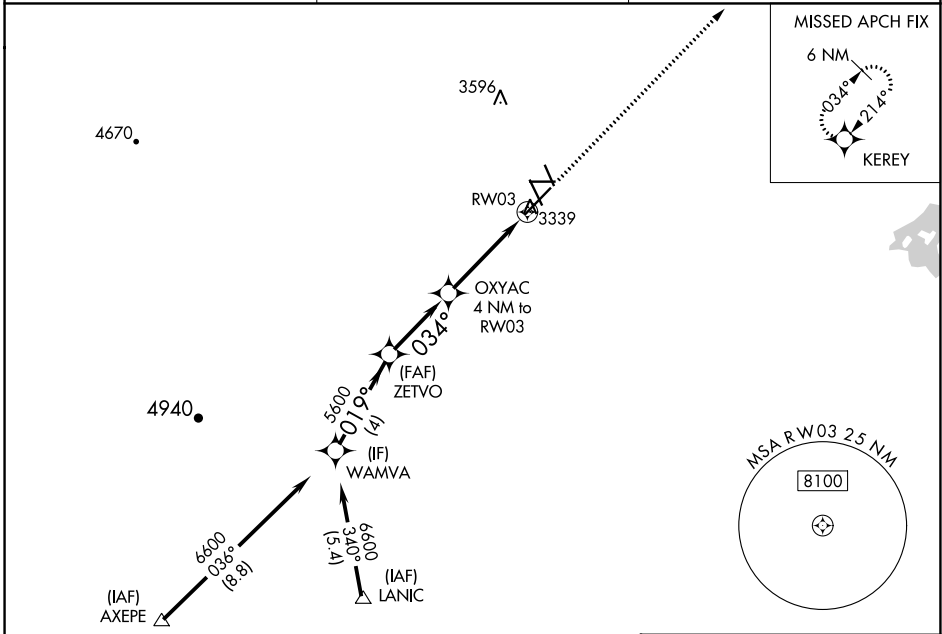 MISSED APCH FIX
6 NM
034°
214°
KEREY
3596
4670
RW03
3339
OXYAC
4 NM to
RW03
034°
(FAF)
ZETVO
5600
019°
(4)
4940
(IF)
WAMVA
MSA RW03 25 NM
8100
6600
036°
(8.8)
6600
340°
(5.4)
(IAF)
AXEPE
(IAF)
LANIC